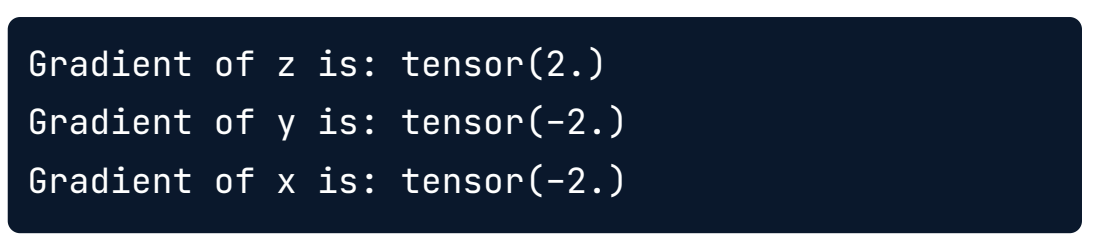 Gradient of z is: tensor(2.)
Gradient of y is: tensor(-2.)
Gradient of x is: tensor(-2.)